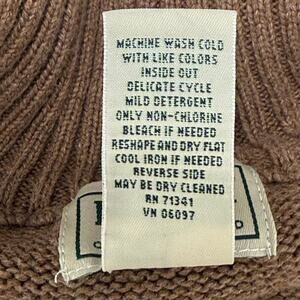 MACHINE WASH COLD
WITH LIKE COLORS
INSIDE OUT
DELICATE CYCLE
MILD DETERGENT
ONLY NON-CHLORINE
BLEACH IF NEEDED
RESHAPE AND DRY FLAT
COOL IRON IF NEEDED
REVERSE SIDE
MAY BE DRY CLEANED
RN 71341
VN 06097